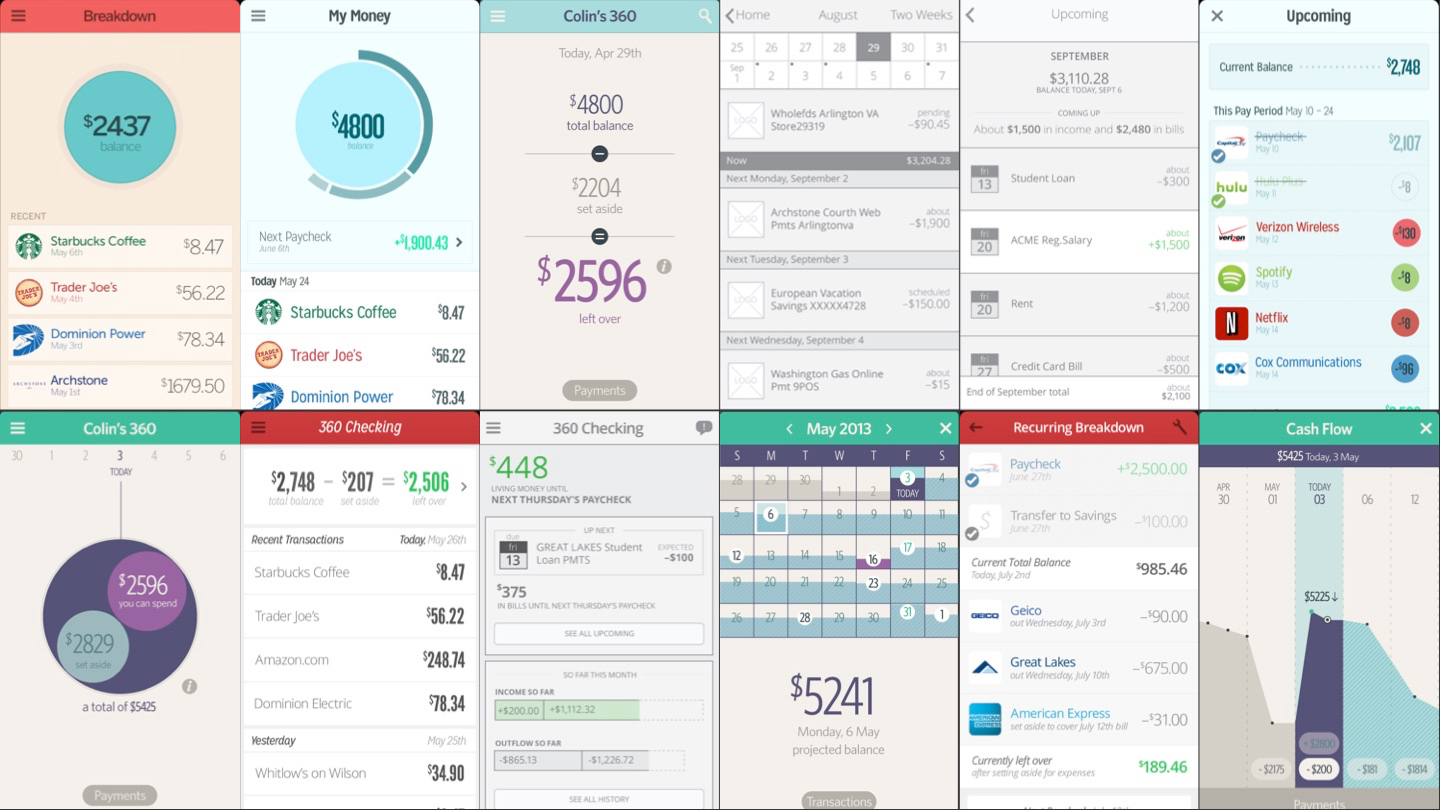 Breakdown
$2437
balance
RECENT
Starbucks Coffee
May 6th
$8.47
TRADER JOE'S
Trader Joe's
May 4th
$56.22
Dominion Power
May 3rd
$78.34
ARCHSTONE
Archstone
May 1st
$1679.50
My Money
$4800
balance
Next Paycheck
June 6th
+$1,900.43
Today May 24
Starbucks Coffee
$8.47
TRADER JOE'S
Trader Joe's
$56.22
Dominion Power
$78.34
Colin's 360
Today, Apr 29th
$4800
total balance
$2204
set aside
$2596
left over
Payments
Home
August
Two Weeks
25 26 27 28 29 30 31
Sep 1 2 3 4 5 6 7
LOGO
Wholefds Arlington VA
Store29319
pending
–$90.45
Now
$3,204.28
Next Monday, September 2
LOGO
Archstone Courth Web
Pmts Arlingtonva
about
–$1,900
Next Tuesday, September 3
LOGO
European Vacation
Savings XXXXX4728
scheduled
–$150.00
Next Wednesday, September 4
LOGO
Washington Gas Online
Pmt 9POS
about
–$15
Upcoming
SEPTEMBER
$3,110.28
BALANCE TODAY, SEPT 6
COMING UP
About $1,500 in income and $2,480 in bills
fri
13
Student Loan
about
–$300
fri
20
ACME Reg.Salary
about
+$1,500
fri
20
Rent
about
–$1,200
fri
27
Credit Card Bill
about
–$500
End of September total
about
$2,100
Upcoming
Current Balance
$2,748
This Pay Period May 10 – 24
Capital One
Paycheck
May 10
$2,107
hulu
Hulu Plus
May 11
-$8
verizon
Verizon Wireless
May 12
-$130
Spotify
May 13
-$8
N
Netflix
May 14
-$8
COX
Cox Communications
May 14
-$96
Colin's 360
30 1 2 3 4 5 6
TODAY
$2596
you can spend
$2829
set aside
a total of $5425
Payments
360 Checking
$2,748 – $207 = $2,506
total balance
set aside
left over
Recent Transactions
Today, May 26th
Starbucks Coffee
$8.47
Trader Joe's
$56.22
Amazon.com
$248.74
Dominion Electric
$78.34
Yesterday
May 25th
Whitlow's on Wilson
$34.90
360 Checking
$448
LIVING MONEY UNTIL
NEXT THURSDAY'S PAYCHECK
UP NEXT
due
fri
13
GREAT LAKES Student
Loan PMTS
EXPECTED
–$100
$375
IN BILLS UNTIL NEXT THURSDAY'S PAYCHECK
SEE ALL UPCOMING
SO FAR THIS MONTH
INCOME SO FAR
+$200.00
+$1,112.32
OUTFLOW SO FAR
-$865.13
-$1,226.72
SEE ALL HISTORY
May 2013
S M T W T F S
28 29 30 1 2 3 4
TODAY
5 6 7 8 9 10 11
12 13 14 15 16 17 18
19 20 21 22 23 24 25
26 27 28 29 30 31 1
$5241
Monday, 6 May
projected balance
Transactions
Recurring Breakdown
Capital One
Paycheck
June 27th
+$2,500.00
$
Transfer to Savings
June 27th
–$100.00
Current Total Balance
Today, July 2nd
$985.46
GEICO
Geico
out Wednesday, July 3rd
–$90.00
Great Lakes
out Wednesday, July 10th
–$675.00
AMERICAN EXPRESS
American Express
set aside to cover July 12th bill
–$31.00
Currently left over
after setting aside for expenses
$189.46
Cash Flow
$5425 Today, 3 May
APR
30
MAY
01
TODAY
03
06
12
$5225↓
+ $2800
- $2175
- $200
- $181
- $1814
Payments